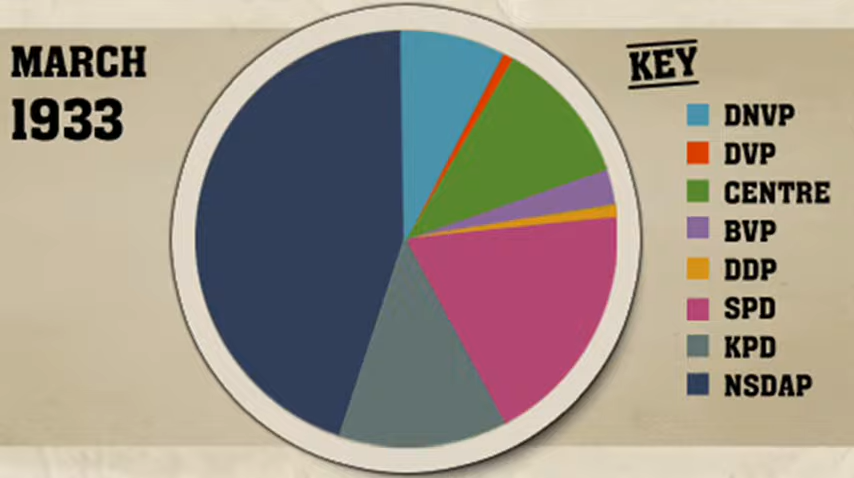 MARCH
1933
KEY
DNVP
DVP
CENTRE
BVP
DDP
SPD
KPD
NSDAP